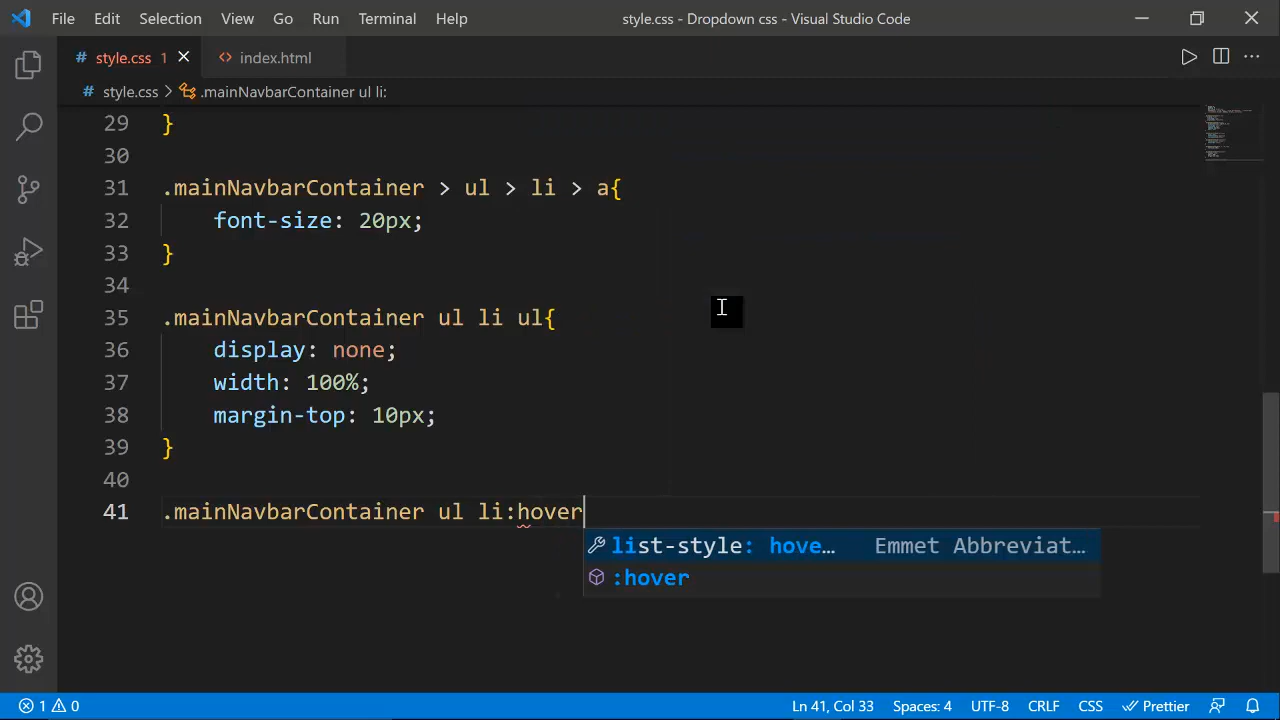 File Edit Selection View Go Run Terminal Help style.css - Dropdown css - Visual Studio Code
# style.css 1 index.html
# style.css > .mainNavbarContainer ul li:
29 }
30
31 .mainNavbarContainer > ul > li > a{
32 font-size: 20px;
33 }
34
35 .mainNavbarContainer ul li ul{
36 display: none;
37 width: 100%;
38 margin-top: 10px;
39 }
40
41 .mainNavbarContainer ul li:hover
list-style: hove… Emmet Abbreviat…
:hover
1 0 Ln 41, Col 33 Spaces: 4 UTF-8 CRLF CSS Prettier